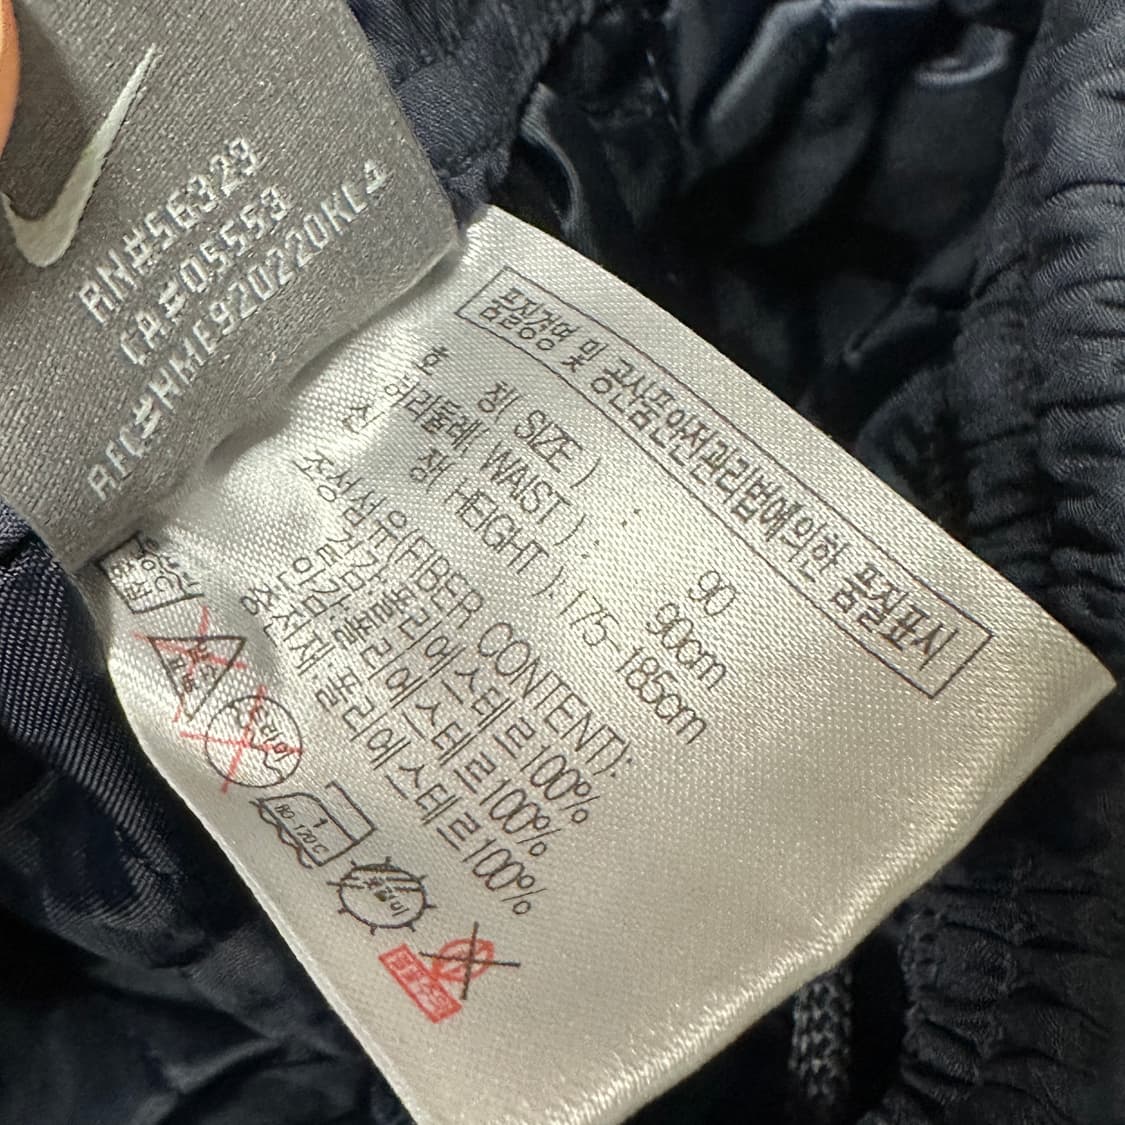 RN#56329
CA#05553
품질경영 및 공산품안전관리법에의한 품질표시
호 칭( SIZE ) : 90
허리둘레( WAIST ) : 90cm
신 장( HEIGHT ) : 175-185cm
조성섬유(FIBER CONTENT):
겉감:폴리에스테르100%
안감:폴리에스테르100%
충전재:폴리에스테르100%
80-120℃